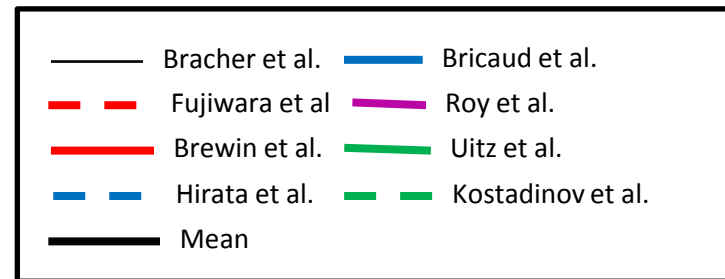 Bracher et al. Bricaud et al.
Fujiwara et al Roy et al.
Brewin et al. Uitz et al.
Hirata et al. Kostadinov et al.
Mean